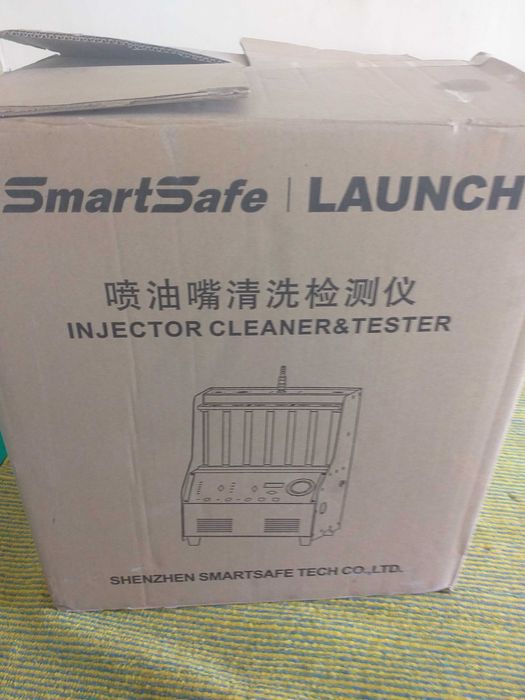 SmartSafe | LAUNCH
喷油嘴清洗检测仪
INJECTOR CLEANER&TESTER
SHENZHEN SMARTSAFE TECH CO.,LTD.